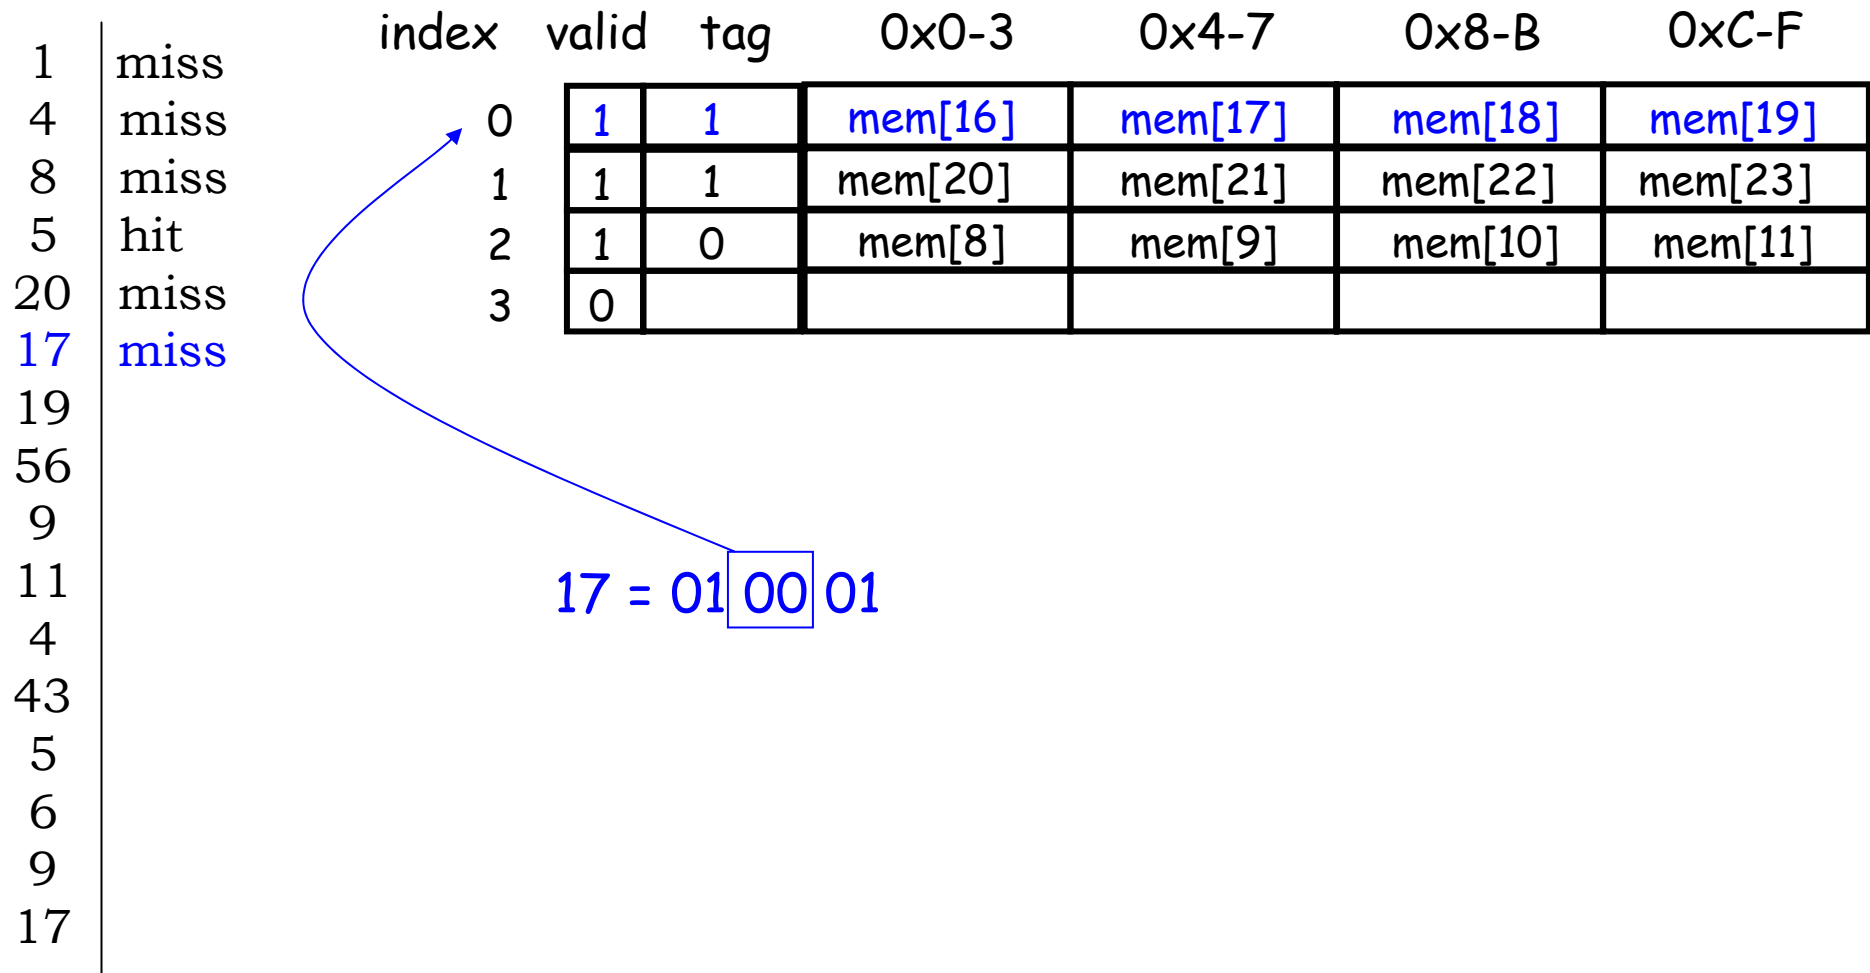 index valid tag 0x0-3 0x4-7 0x8-B 0xC-F
1 miss
4 miss
0 1 1 mem[16] mem[17] mem[18] mem[19]
8 miss
1 1 1 mem[20] mem[21] mem[22] mem[23]
5 hit
2 1 0 mem[8] mem[9] mem[10] mem[11]
20 miss
3 0
17 miss
19
56
9
11
17 = 01 00 01
4
43
5
6
9
17